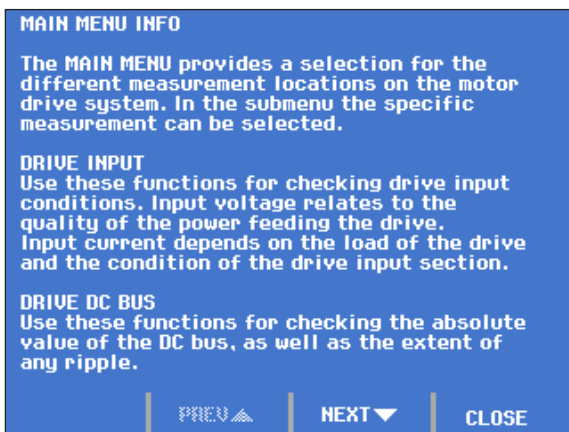 MAIN MENU INFO
The MAIN MENU provides a selection for the
different measurement locations on the motor
drive system. In the submenu the specific
measurement can be selected.
DRIVE INPUT
Use these functions for checking drive input
conditions. Input voltage relates to the
quality of the power feeding the drive.
Input current depends on the load of the drive
and the condition of the drive input section.
DRIVE DC BUS
Use these functions for checking the absolute
value of the DC bus, as well as the extent of
any ripple.
PREV NEXT CLOSE